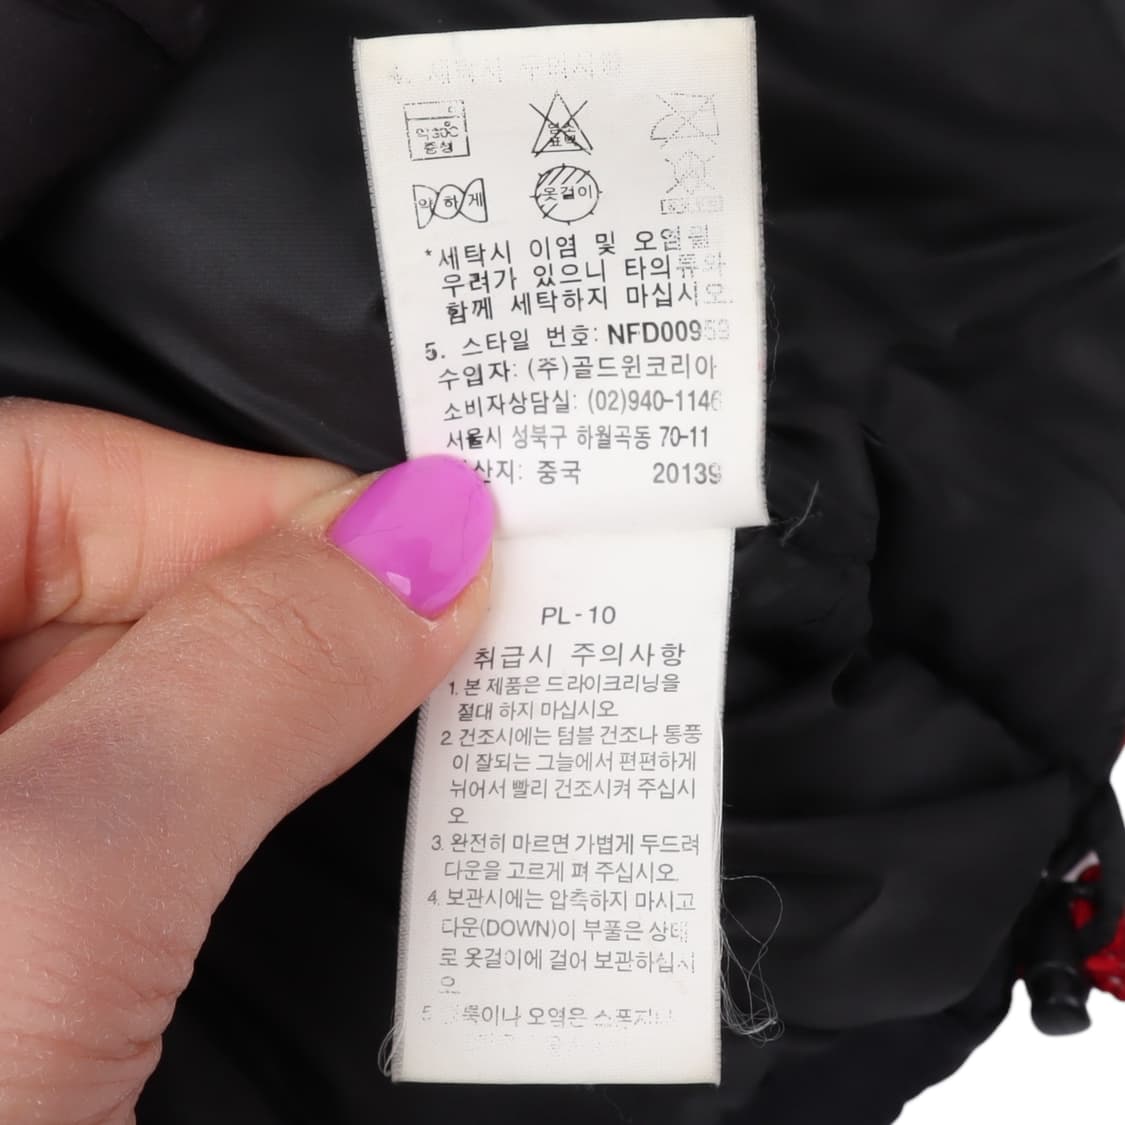 약 30℃
중성
염소
표백
약하게
옷걸이
*세탁시 이염 및 오염될
우려가 있으니 타의류와
함께 세탁하지 마십시오.
5. 스타일 번호: NFD00959
수입자: (주)골드윈코리아
소비자상담실: (02)940-1146
서울시 성북구 하월곡동 70-11
산지: 중국 20139
PL-10
취급시 주의사항
1. 본 제품은 드라이크리닝을
절대 하지 마십시오
2. 건조시에는 텀블 건조나 통풍
이 잘되는 그늘에서 편편하게
뉘어서 빨리 건조시켜 주십시
오
3. 완전히 마르면 가볍게 두드려
다운을 고르게 펴 주십시오
4. 보관시에는 압축하지 마시고
다운(DOWN)이 부풀은 상태
로 옷걸이에 걸어 보관하십시
오
5 오염은